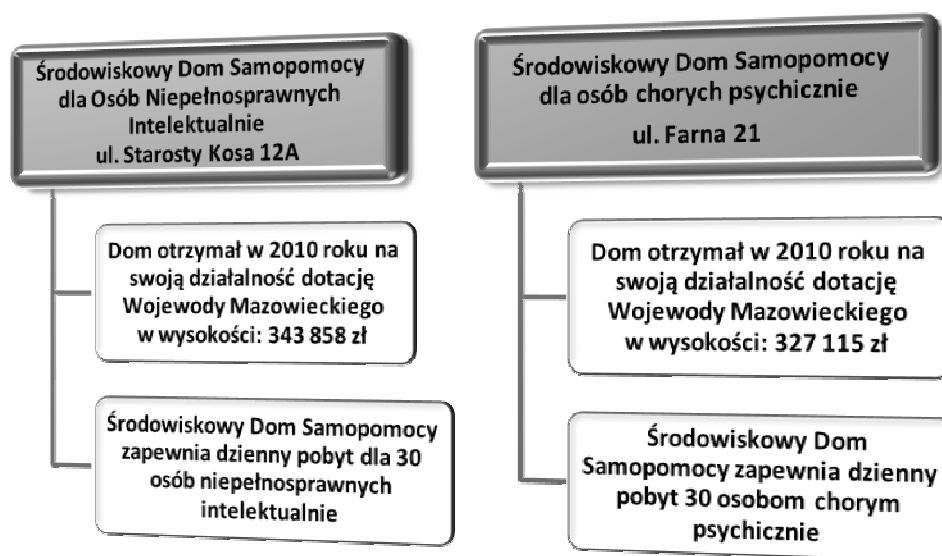 Środowiskowy Dom Samopomocy
dla Osób Niepełnosprawnych
Intelektualnie
ul. Starosty Kosa 12A
Dom otrzymał w 2010 roku na
swoją działalność dotację
Wojewody Mazowieckiego
w wysokości: 343 858 zł
Środowiskowy Dom Samopomocy
zapewnia dzienny pobyt dla 30
osób niepełnosprawnych
intelektualnie
Środowiskowy Dom Samopomocy
dla osób chorych psychicznie
ul. Farna 21
Dom otrzymał w 2010 roku na
swoją działalność dotację
Wojewody Mazowieckiego
w wysokości: 327 115 zł
Środowiskowy Dom
Samopomocy zapewnia dzienny
pobyt 30 osobom chorym
psychicznie